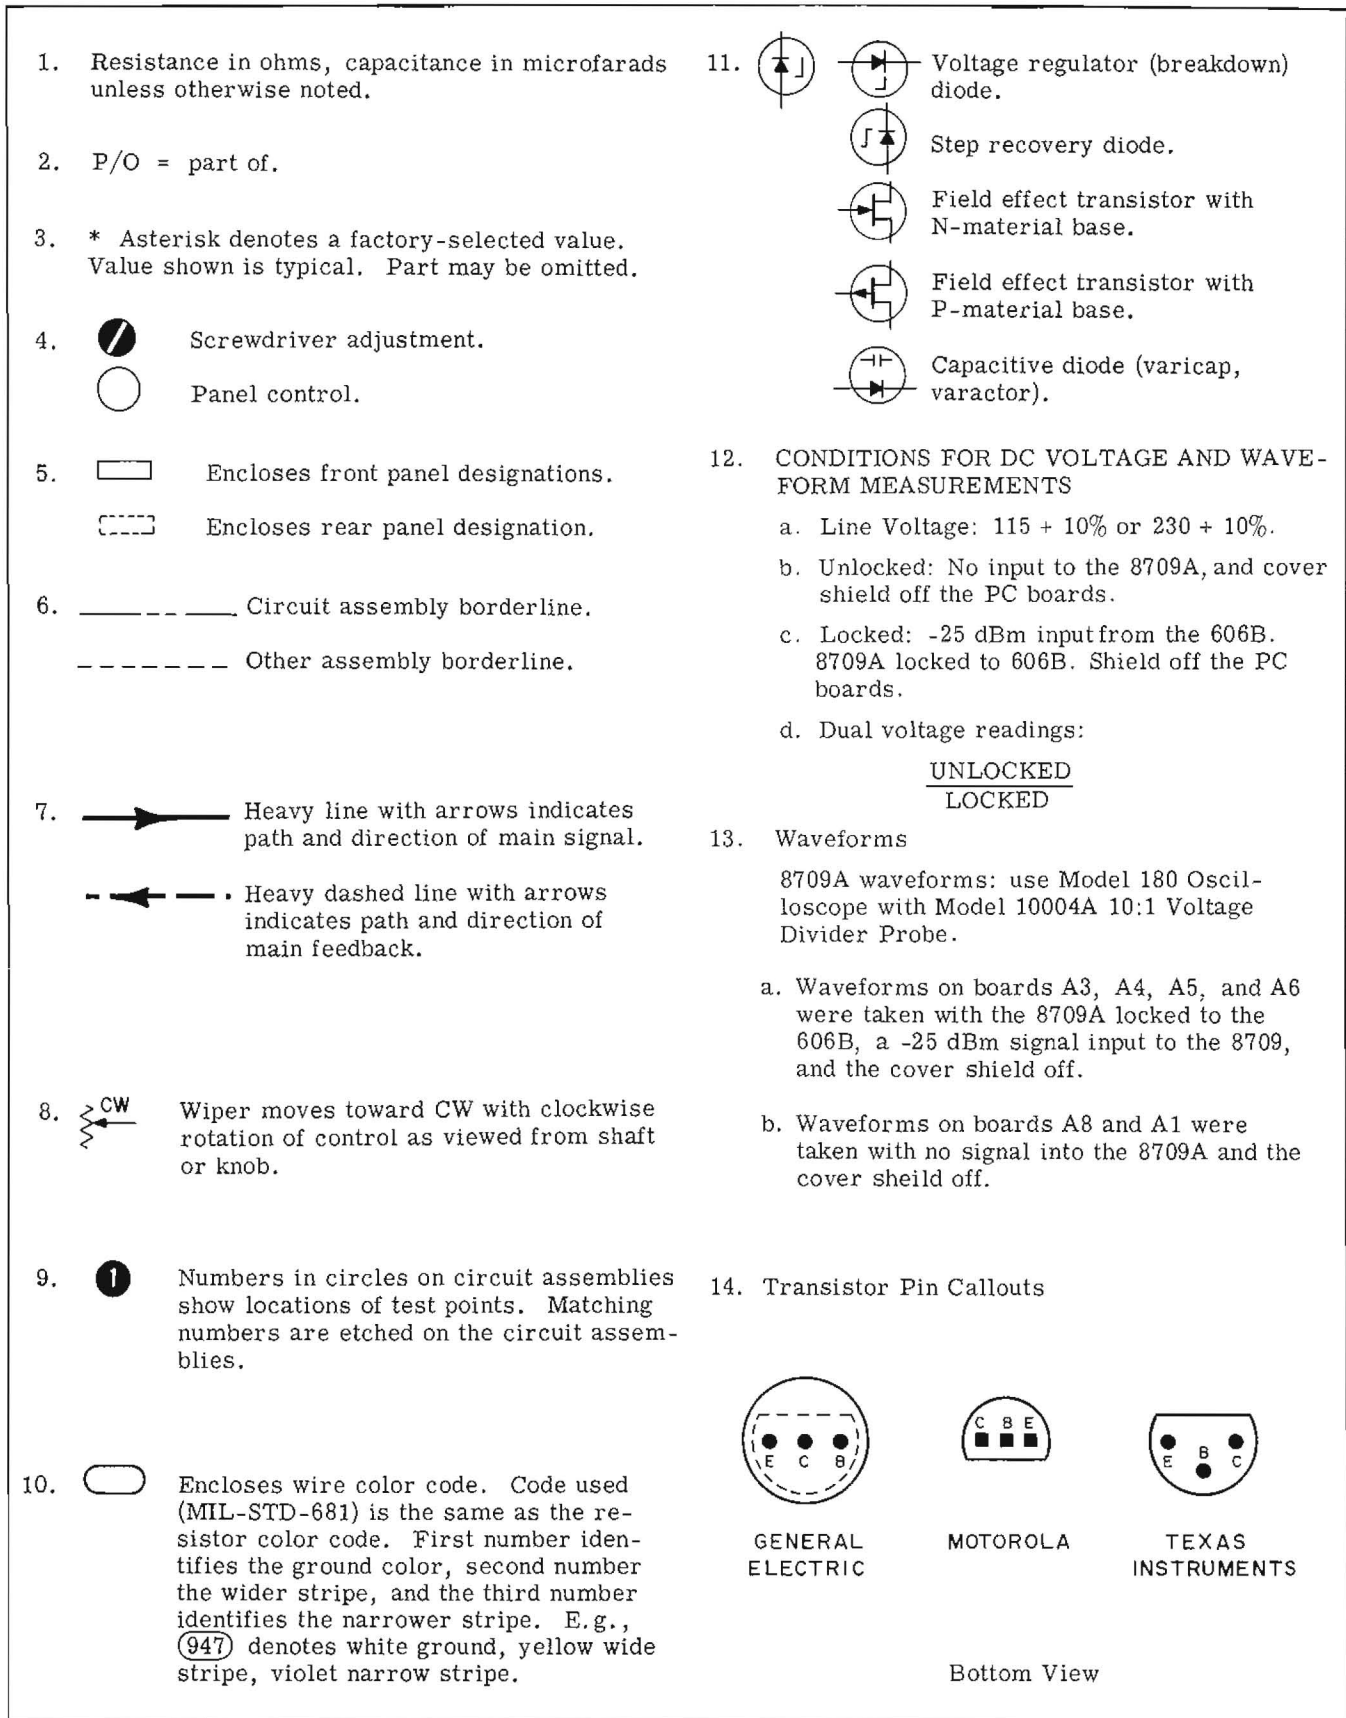 1. Resistance in ohms, capacitance in microfarads
unless otherwise noted.
2. P/O = part of.
3. * Asterisk denotes a factory-selected value.
Value shown is typical. Part may be omitted.
4. Screwdriver adjustment.
Panel control.
5. Encloses front panel designations.
Encloses rear panel designation.
6. Circuit assembly borderline.
Other assembly borderline.
7. Heavy line with arrows indicates
path and direction of main signal.
Heavy dashed line with arrows
indicates path and direction of
main feedback.
8. CW Wiper moves toward CW with clockwise
rotation of control as viewed from shaft
or knob.
9. 1 Numbers in circles on circuit assemblies
show locations of test points. Matching
numbers are etched on the circuit assem-
blies.
10. Encloses wire color code. Code used
(MIL-STD-681) is the same as the re-
sistor color code. First number iden-
tifies the ground color, second number
the wider stripe, and the third number
identifies the narrower stripe. E.g.,
947 denotes white ground, yellow wide
stripe, violet narrow stripe.
11. Voltage regulator (breakdown)
diode.
Step recovery diode.
Field effect transistor with
N-material base.
Field effect transistor with
P-material base.
Capacitive diode (varicap,
varactor).
12. CONDITIONS FOR DC VOLTAGE AND WAVE-
FORM MEASUREMENTS
a. Line Voltage: 115 + 10% or 230 + 10%.
b. Unlocked: No input to the 8709A, and cover
shield off the PC boards.
c. Locked: -25 dBm input from the 606B.
8709A locked to 606B. Shield off the PC
boards.
d. Dual voltage readings:
UNLOCKED
LOCKED
13. Waveforms
8709A waveforms: use Model 180 Oscil-
loscope with Model 10004A 10:1 Voltage
Divider Probe.
a. Waveforms on boards A3, A4, A5, and A6
were taken with the 8709A locked to the
606B, a -25 dBm signal input to the 8709,
and the cover shield off.
b. Waveforms on boards A8 and A1 were
taken with no signal into the 8709A and the
cover sheild off.
14. Transistor Pin Callouts
E C B
C B E
E B C
GENERAL
ELECTRIC
MOTOROLA
TEXAS
INSTRUMENTS
Bottom View